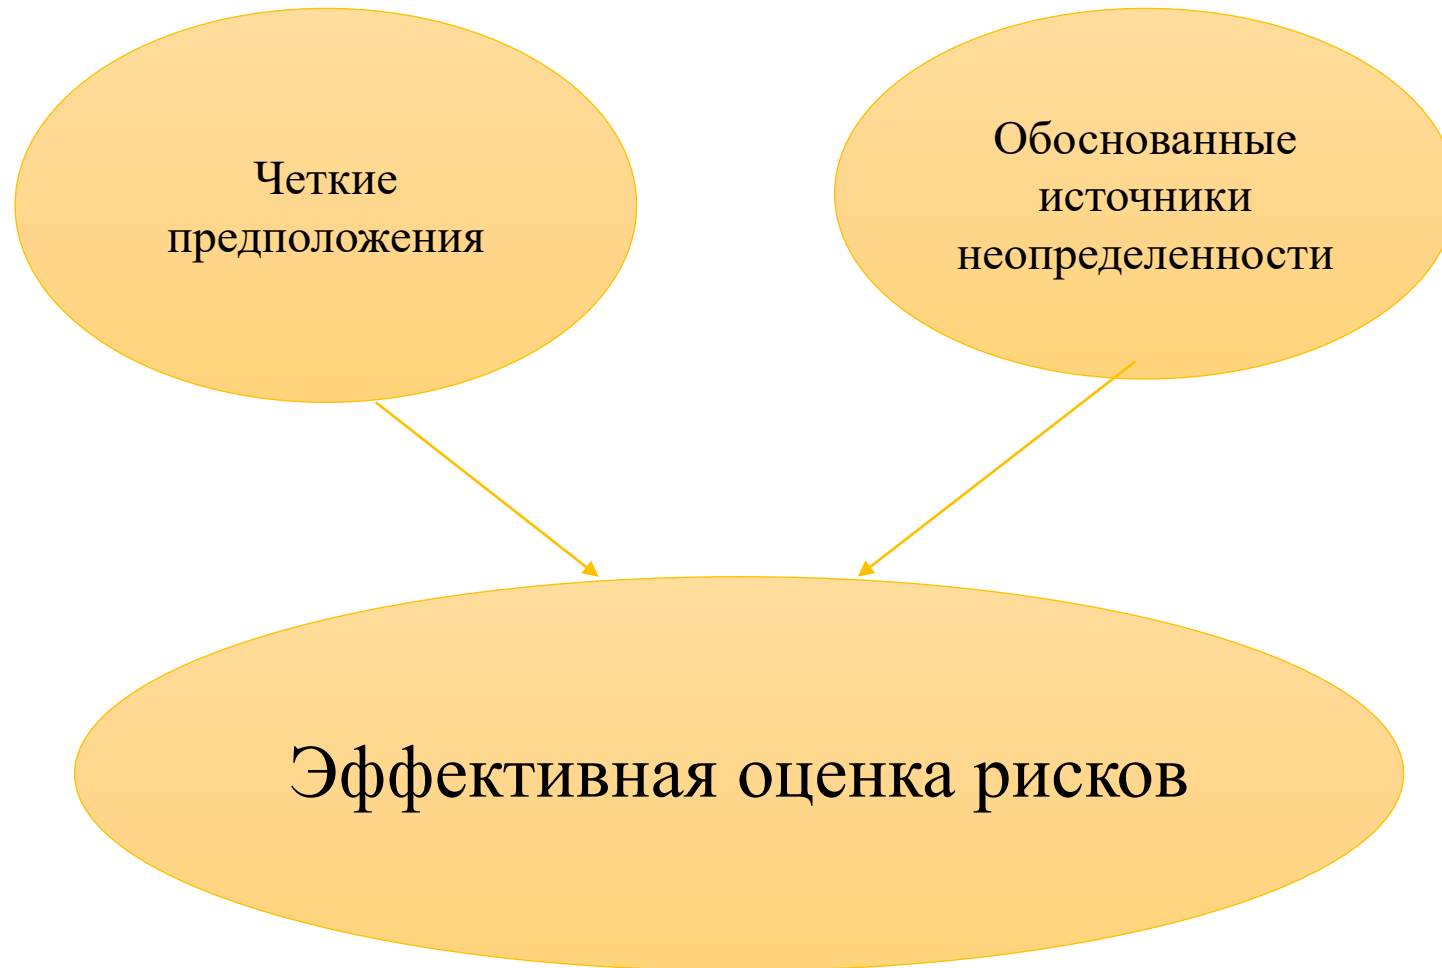 Четкие
предположения
Обоснованные
источники
неопределенности
Эффективная оценка рисков